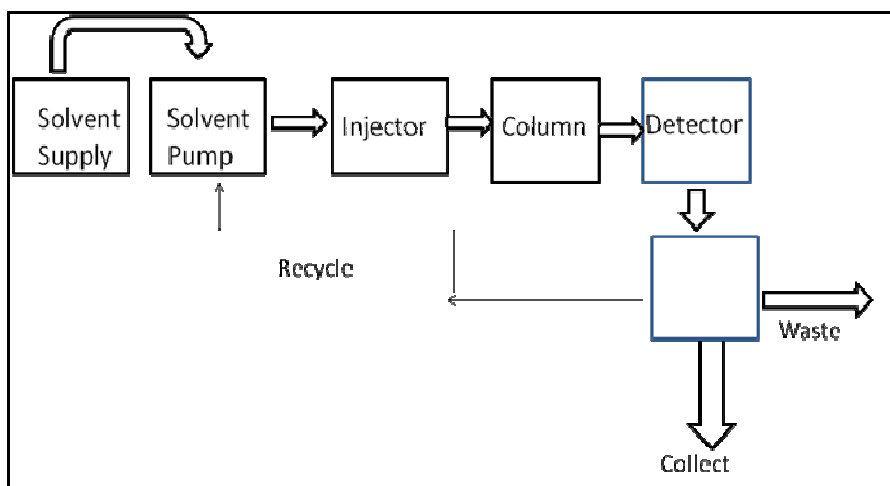 Solvent
Supply
Solvent
Pump
Injector
Column
Detector
Recycle
Waste
Collect